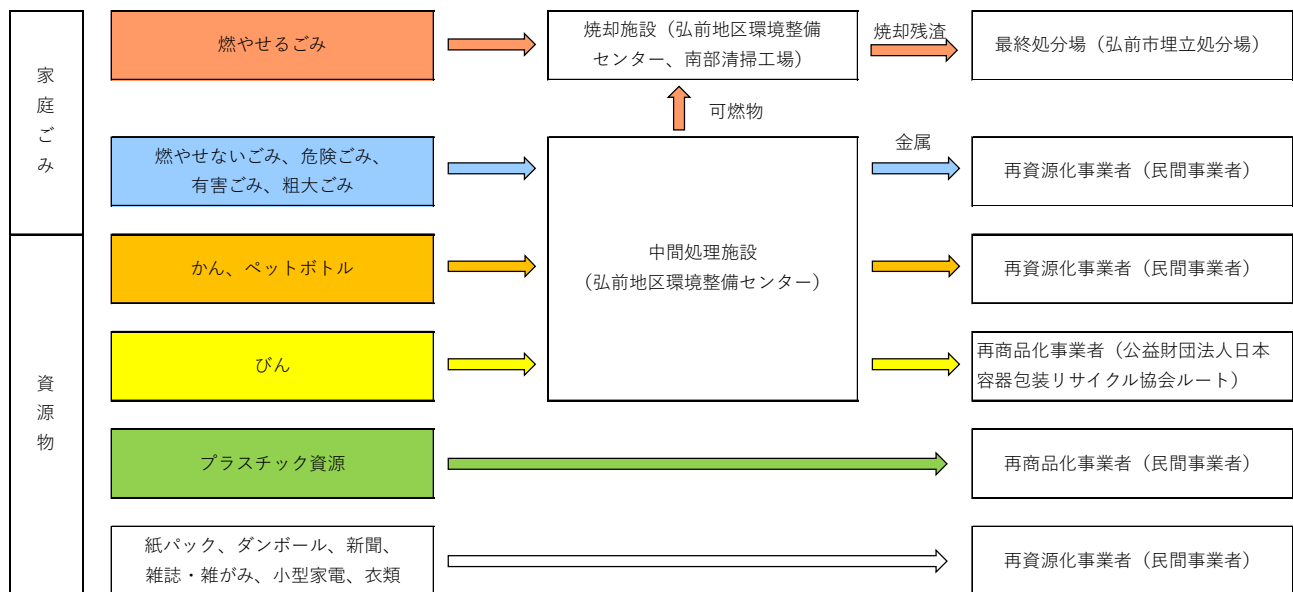 家庭ごみ
燃やせるごみ
焼却施設（弘前地区環境整備
センター、南部清掃工場）
焼却残渣
最終処分場（弘前市埋立処分場）
可燃物
燃やせないごみ、危険ごみ、
有害ごみ、粗大ごみ
金属
再資源化事業者（民間事業者）
中間処理施設
（弘前地区環境整備センター）
資源物
かん、ペットボトル
再資源化事業者（民間事業者）
びん
再商品化事業者（公益財団法人日本
容器包装リサイクル協会ルート）
プラスチック資源
再商品化事業者（民間事業者）
紙パック、ダンボール、新聞、
雑誌・雑がみ、小型家電、衣類
再資源化事業者（民間事業者）